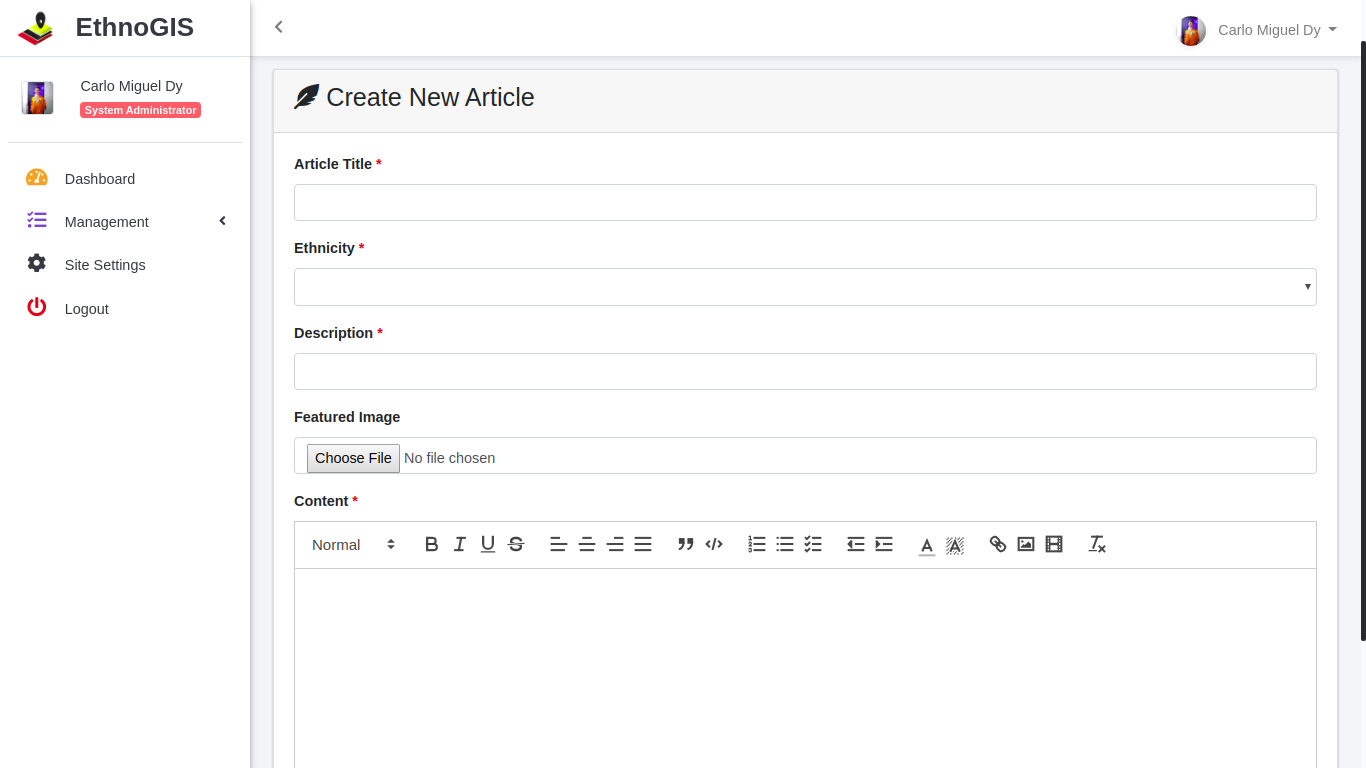 EthnoGIS
Carlo Miguel Dy
Carlo Miguel Dy
System Administrator
Dashboard
Management
Site Settings
Logout
Create New Article
Article Title *
Ethnicity *
Description *
Featured Image
Choose File No file chosen
Content *
Normal